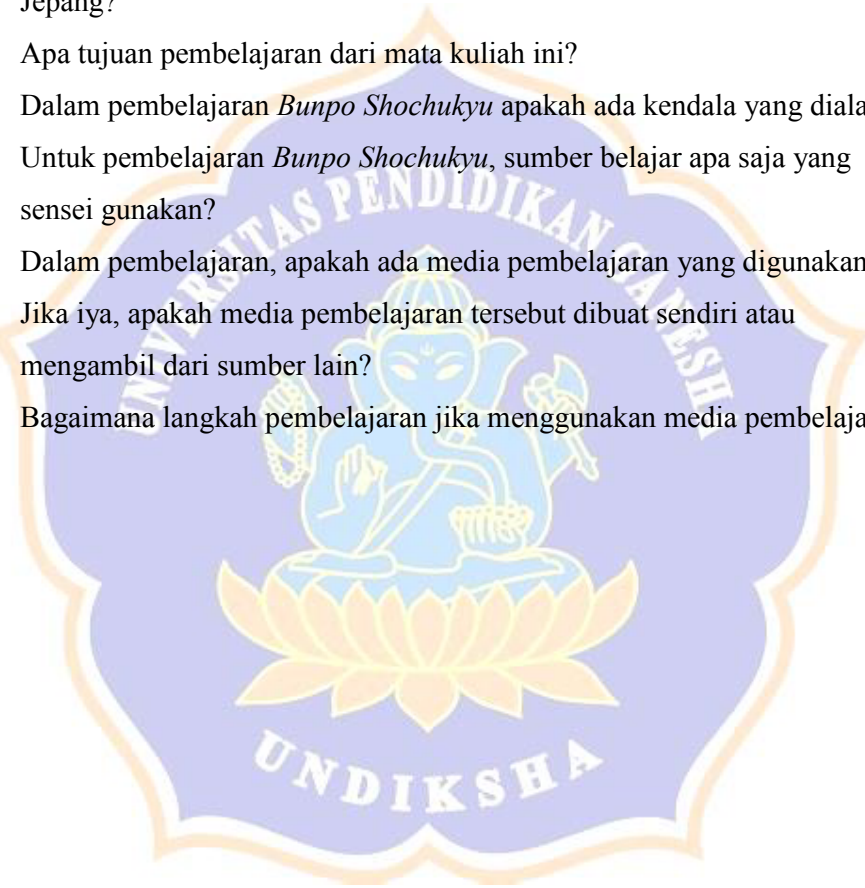 Jepang?
Apa tujuan pembelajaran dari mata kuliah ini?
Dalam pembelajaran Bunpo Shochukyu apakah ada kendala yang diala
Untuk pembelajaran Bunpo Shochukyu, sumber belajar apa saja yang
sensei gunakan?
Dalam pembelajaran, apakah ada media pembelajaran yang digunakan
Jika iya, apakah media pembelajaran tersebut dibuat sendiri atau
mengambil dari sumber lain?
Bagaimana langkah pembelajaran jika menggunakan media pembelaja
UNIVERSITAS PENDIDIKAN GANESHA
UNDIKSHA